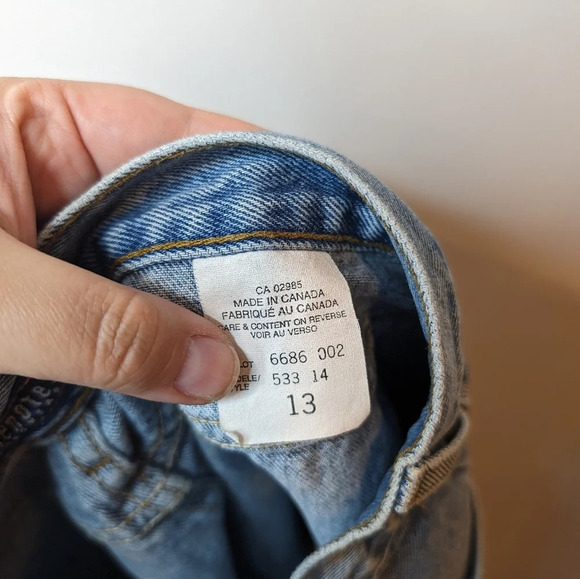 CA 02985
MADE IN CANADA
FABRIQUÉ AU CANADA
CARE & CONTENT ON REVERSE
VOIR AU VERSO
LOT 6686 002
533 14
13